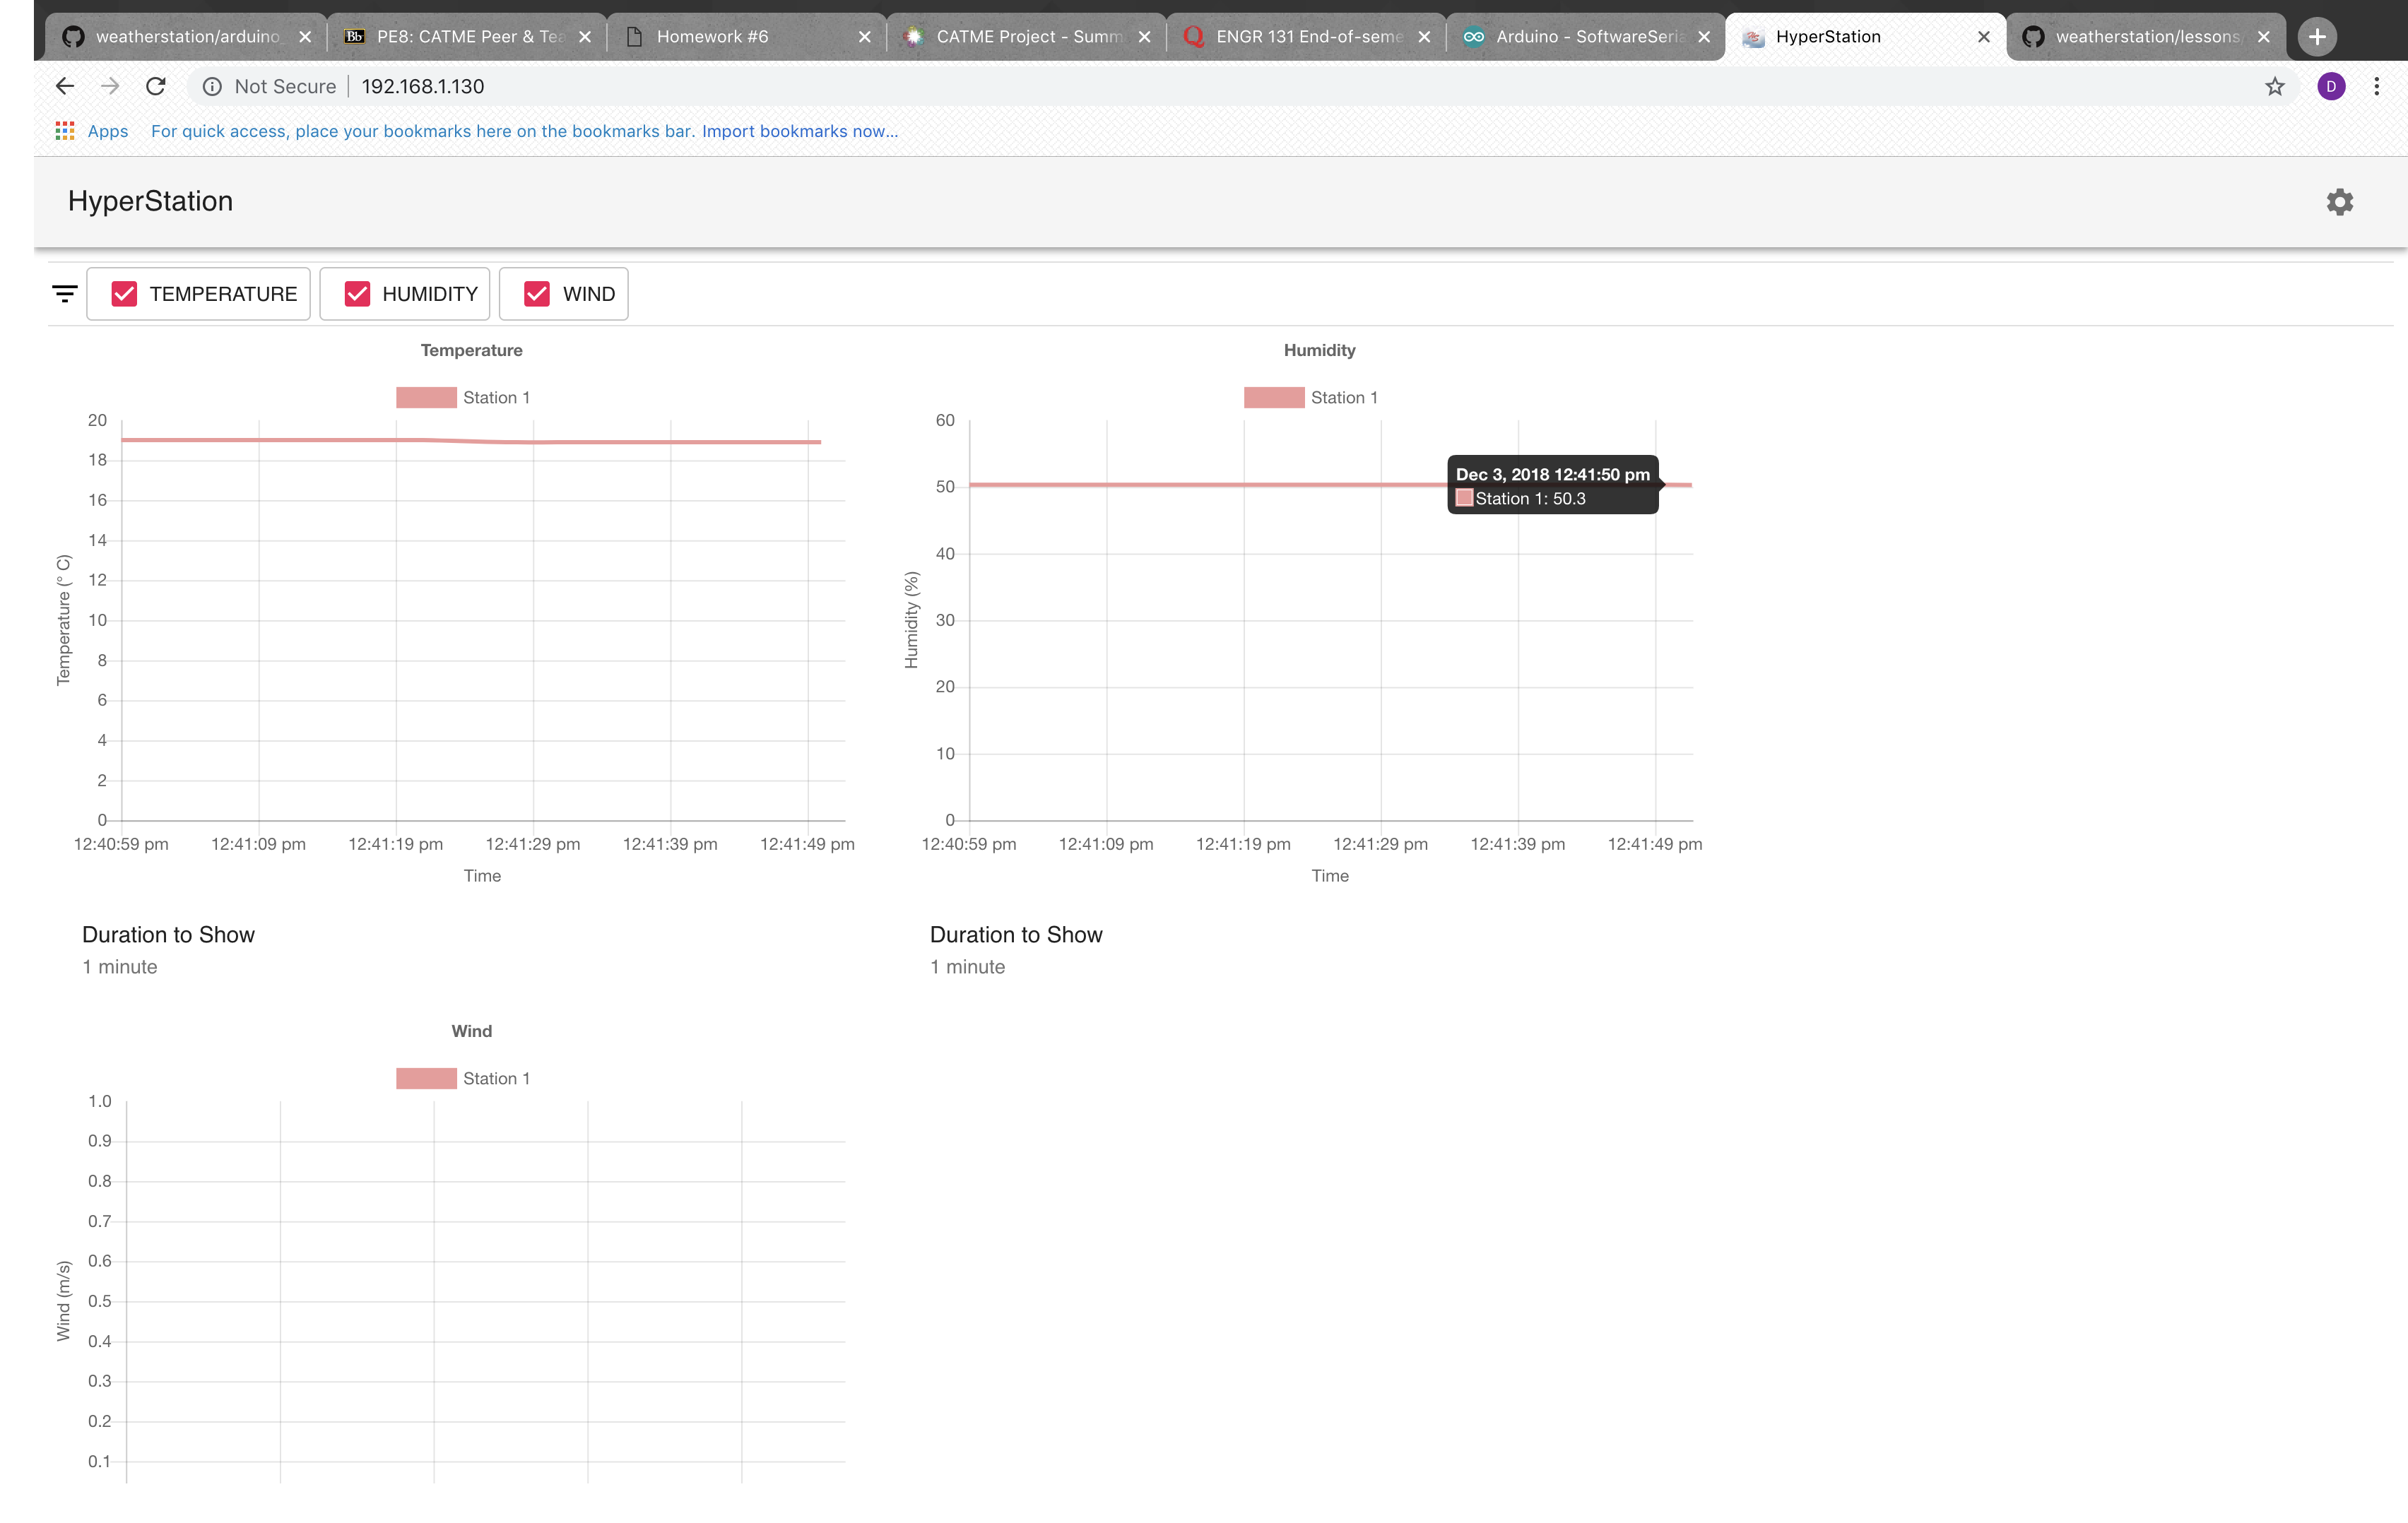 weatherstation/arduino
PE8: CATME Peer & Tea
Homework #6
CATME Project - Summ
ENGR 131 End-of-seme
Arduino - SoftwareSeria
HyperStation
weatherstation/lessons
Not Secure
192.168.1.130
D
Apps
For quick access, place your bookmarks here on the bookmarks bar. Import bookmarks now...
HyperStation
TEMPERATURE
HUMIDITY
WIND
Temperature
Station 1
20
18
16
14
12
10
8
6
4
2
0
Temperature (° C)
12:40:59 pm
12:41:09 pm
12:41:19 pm
12:41:29 pm
12:41:39 pm
12:41:49 pm
Time
Duration to Show
1 minute
Humidity
Station 1
60
50
40
30
20
10
0
Humidity (%)
Dec 3, 2018 12:41:50 pm
Station 1: 50.3
12:40:59 pm
12:41:09 pm
12:41:19 pm
12:41:29 pm
12:41:39 pm
12:41:49 pm
Time
Duration to Show
1 minute
Wind
Station 1
1.0
0.9
0.8
0.7
0.6
0.5
0.4
0.3
0.2
0.1
Wind (m/s)